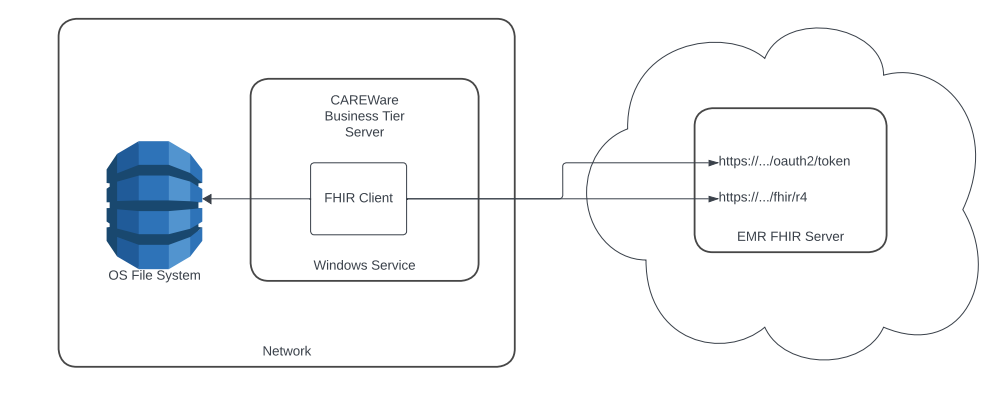 CAREWare
Business Tier
Server
FHIR Client
Windows Service
OS File System
Network
https://.../oauth2/token
https://.../fhir/r4
EMR FHIR Server